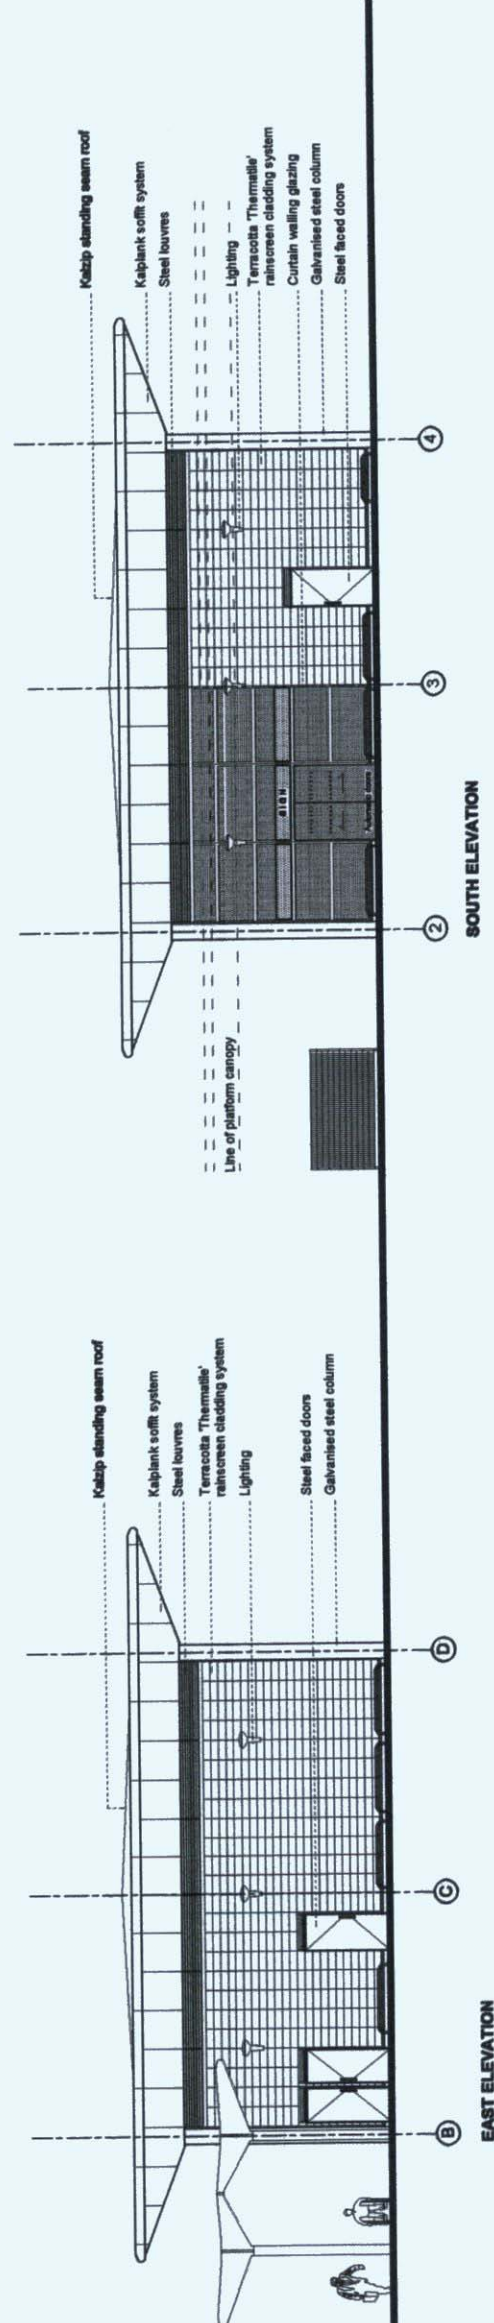 Kalzip standing seam roof
Kalplank soffit system
Steel louvres
Terracotta 'Thermatile'
rainscreen cladding system
Lighting
Steel faced doors
Galvanised steel column
B
C
D
EAST ELEVATION
Kalzip standing seam roof
Kalplank soffit system
Steel louvres
Line of platform canopy
Lighting
Terracotta 'Thermatile'
rainscreen cladding system
Curtain walling glazing
Galvanised steel column
Steel faced doors
SIGN
2
3
4
SOUTH ELEVATION